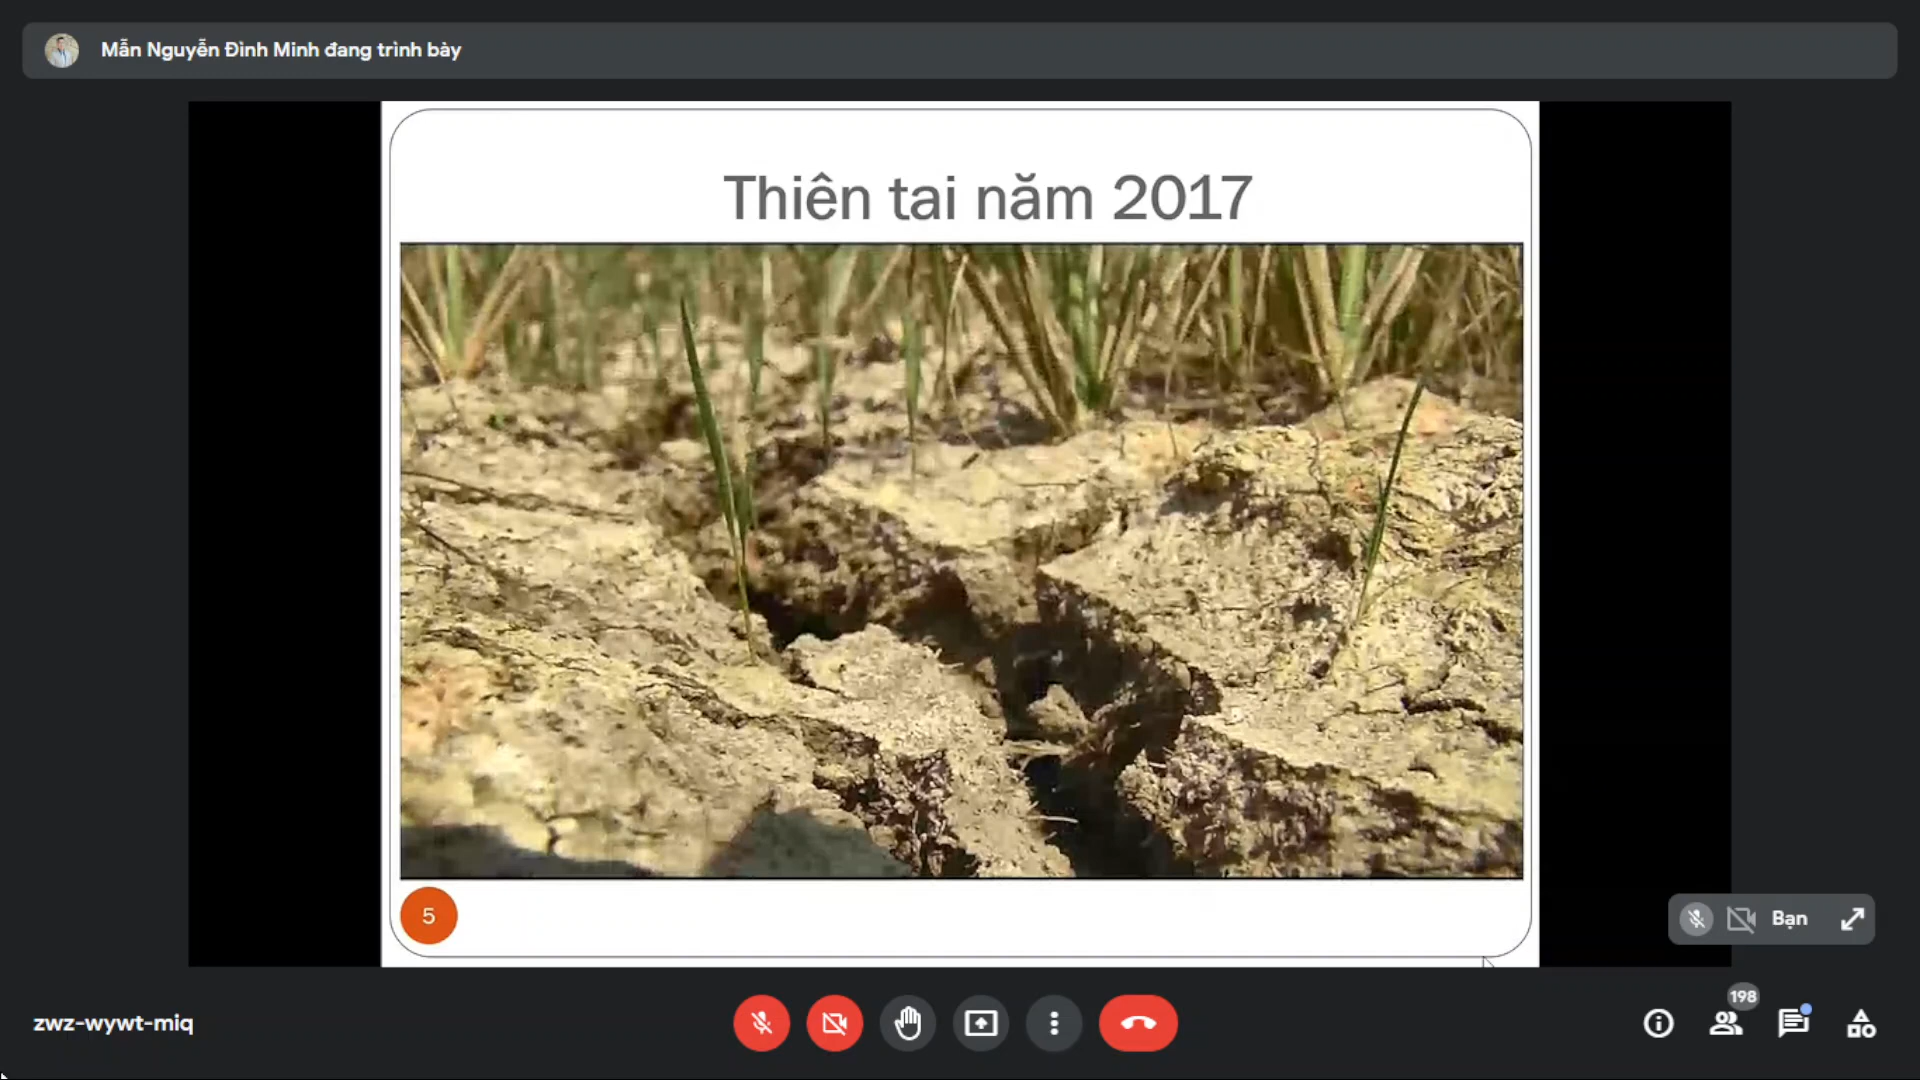 Mẫn Nguyễn Đình Minh đang trình bày
Thiên tai năm 2017
5
Bạn
198
zwz-wywt-miq